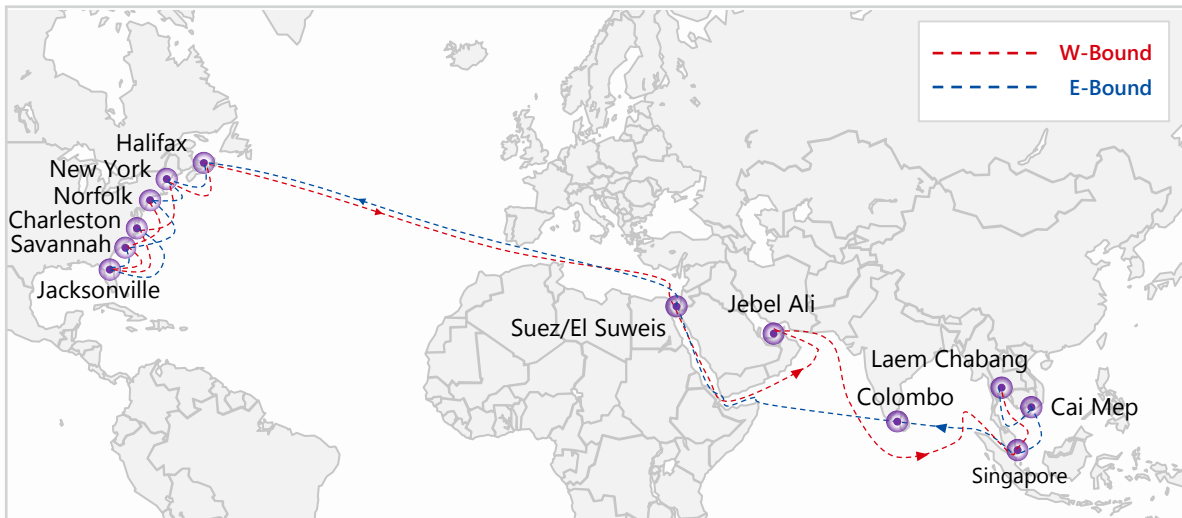 W-Bound
E-Bound
Halifax
New York
Norfolk
Charleston
Savannah
Jacksonville
Suez/El Suweis
Jebel Ali
Laem Chabang
Colombo
Cai Mep
Singapore